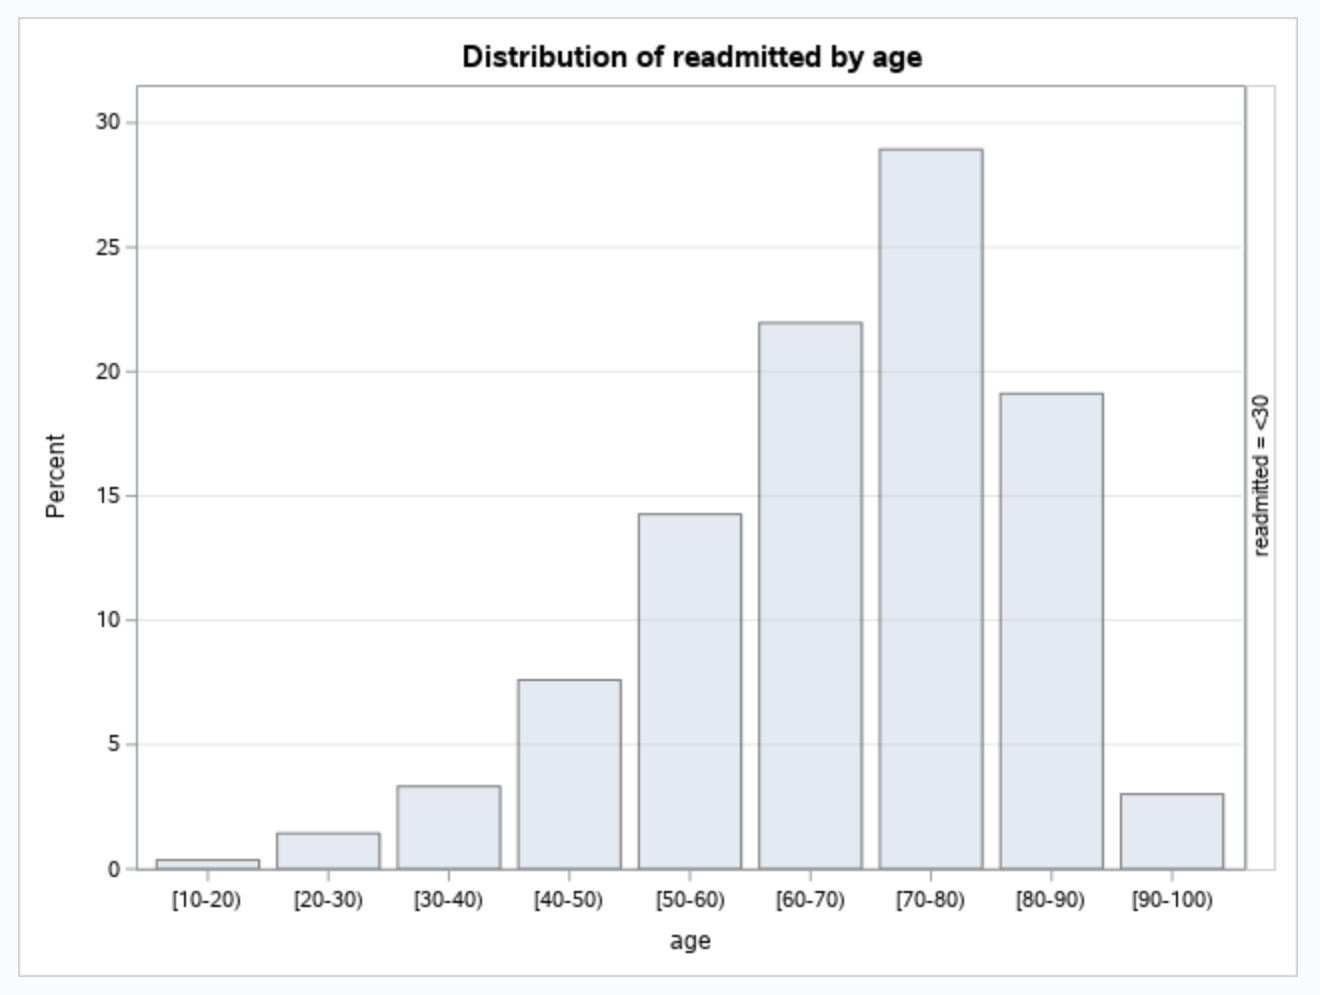 Distribution of readmitted by age
30
25
20
15
10
5
0
Percent
[10-20) [20-30) [30-40) [40-50) [50-60) [60-70) [70-80) [80-90) [90-100)
age
readmitted = <30